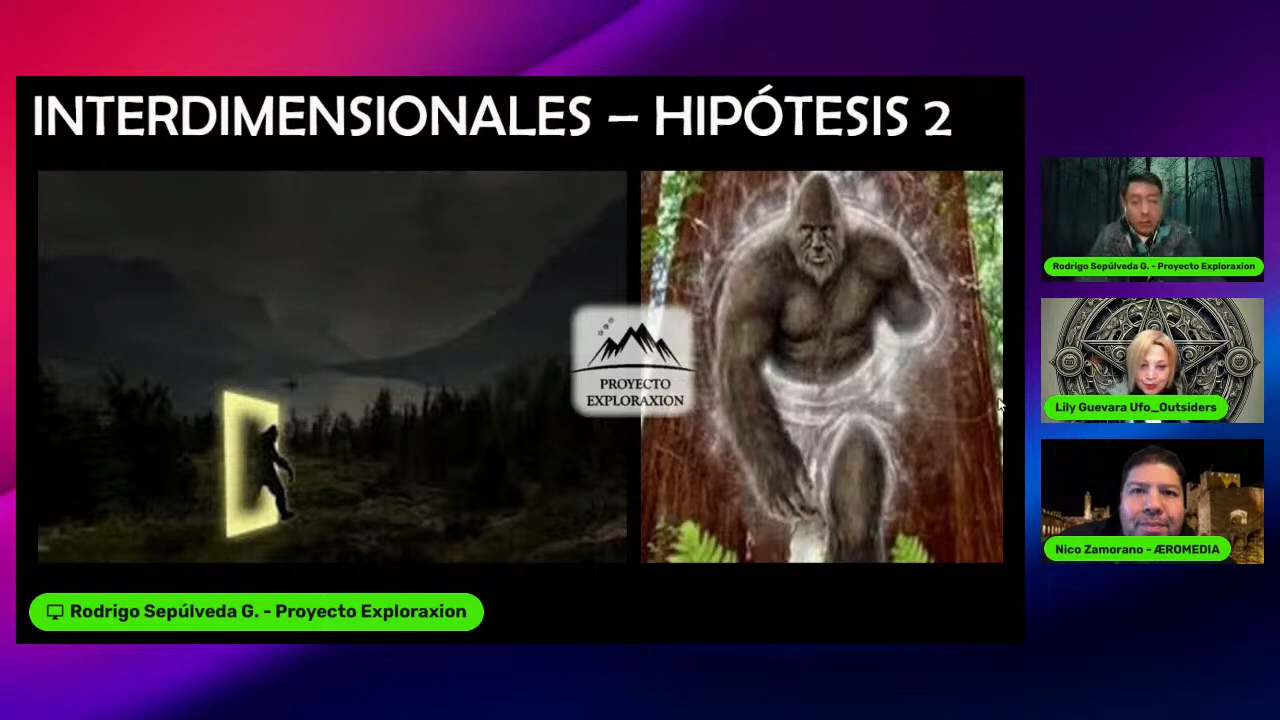 INTERDIMENSIONALES – HIPÓTESIS 2
PROYECTO
EXPLORAXION
Rodrigo Sepúlveda G. - Proyecto Exploraxion
Rodrigo Sepúlveda G. - Proyecto Exploraxion
Lily Guevara Ufo_Outsiders
Nico Zamorano - ÆROMEDIA